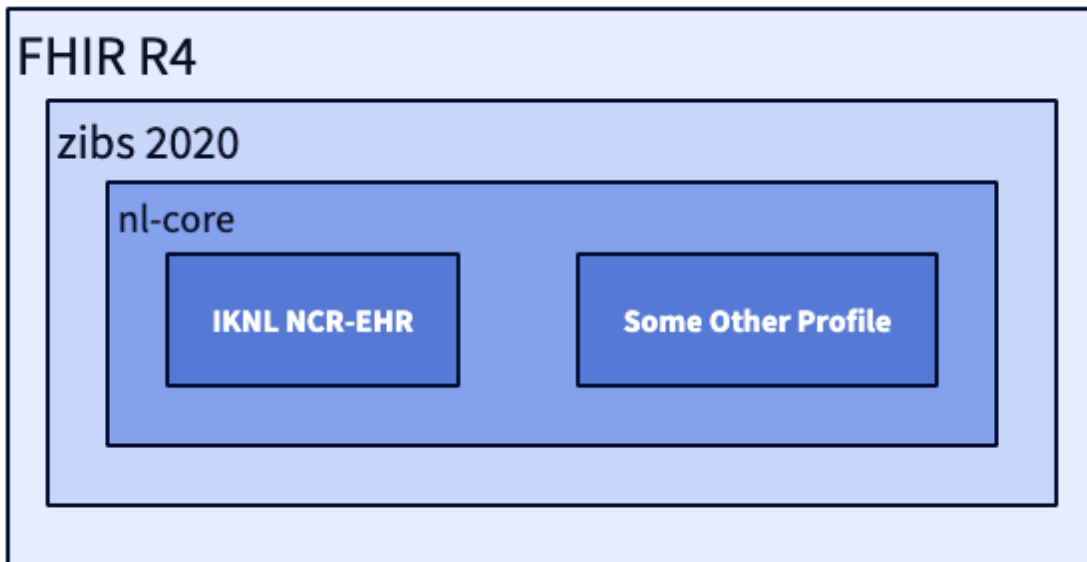 FHIR R4
zibs 2020
nl-core
IKNL NCR-EHR
Some Other Profile